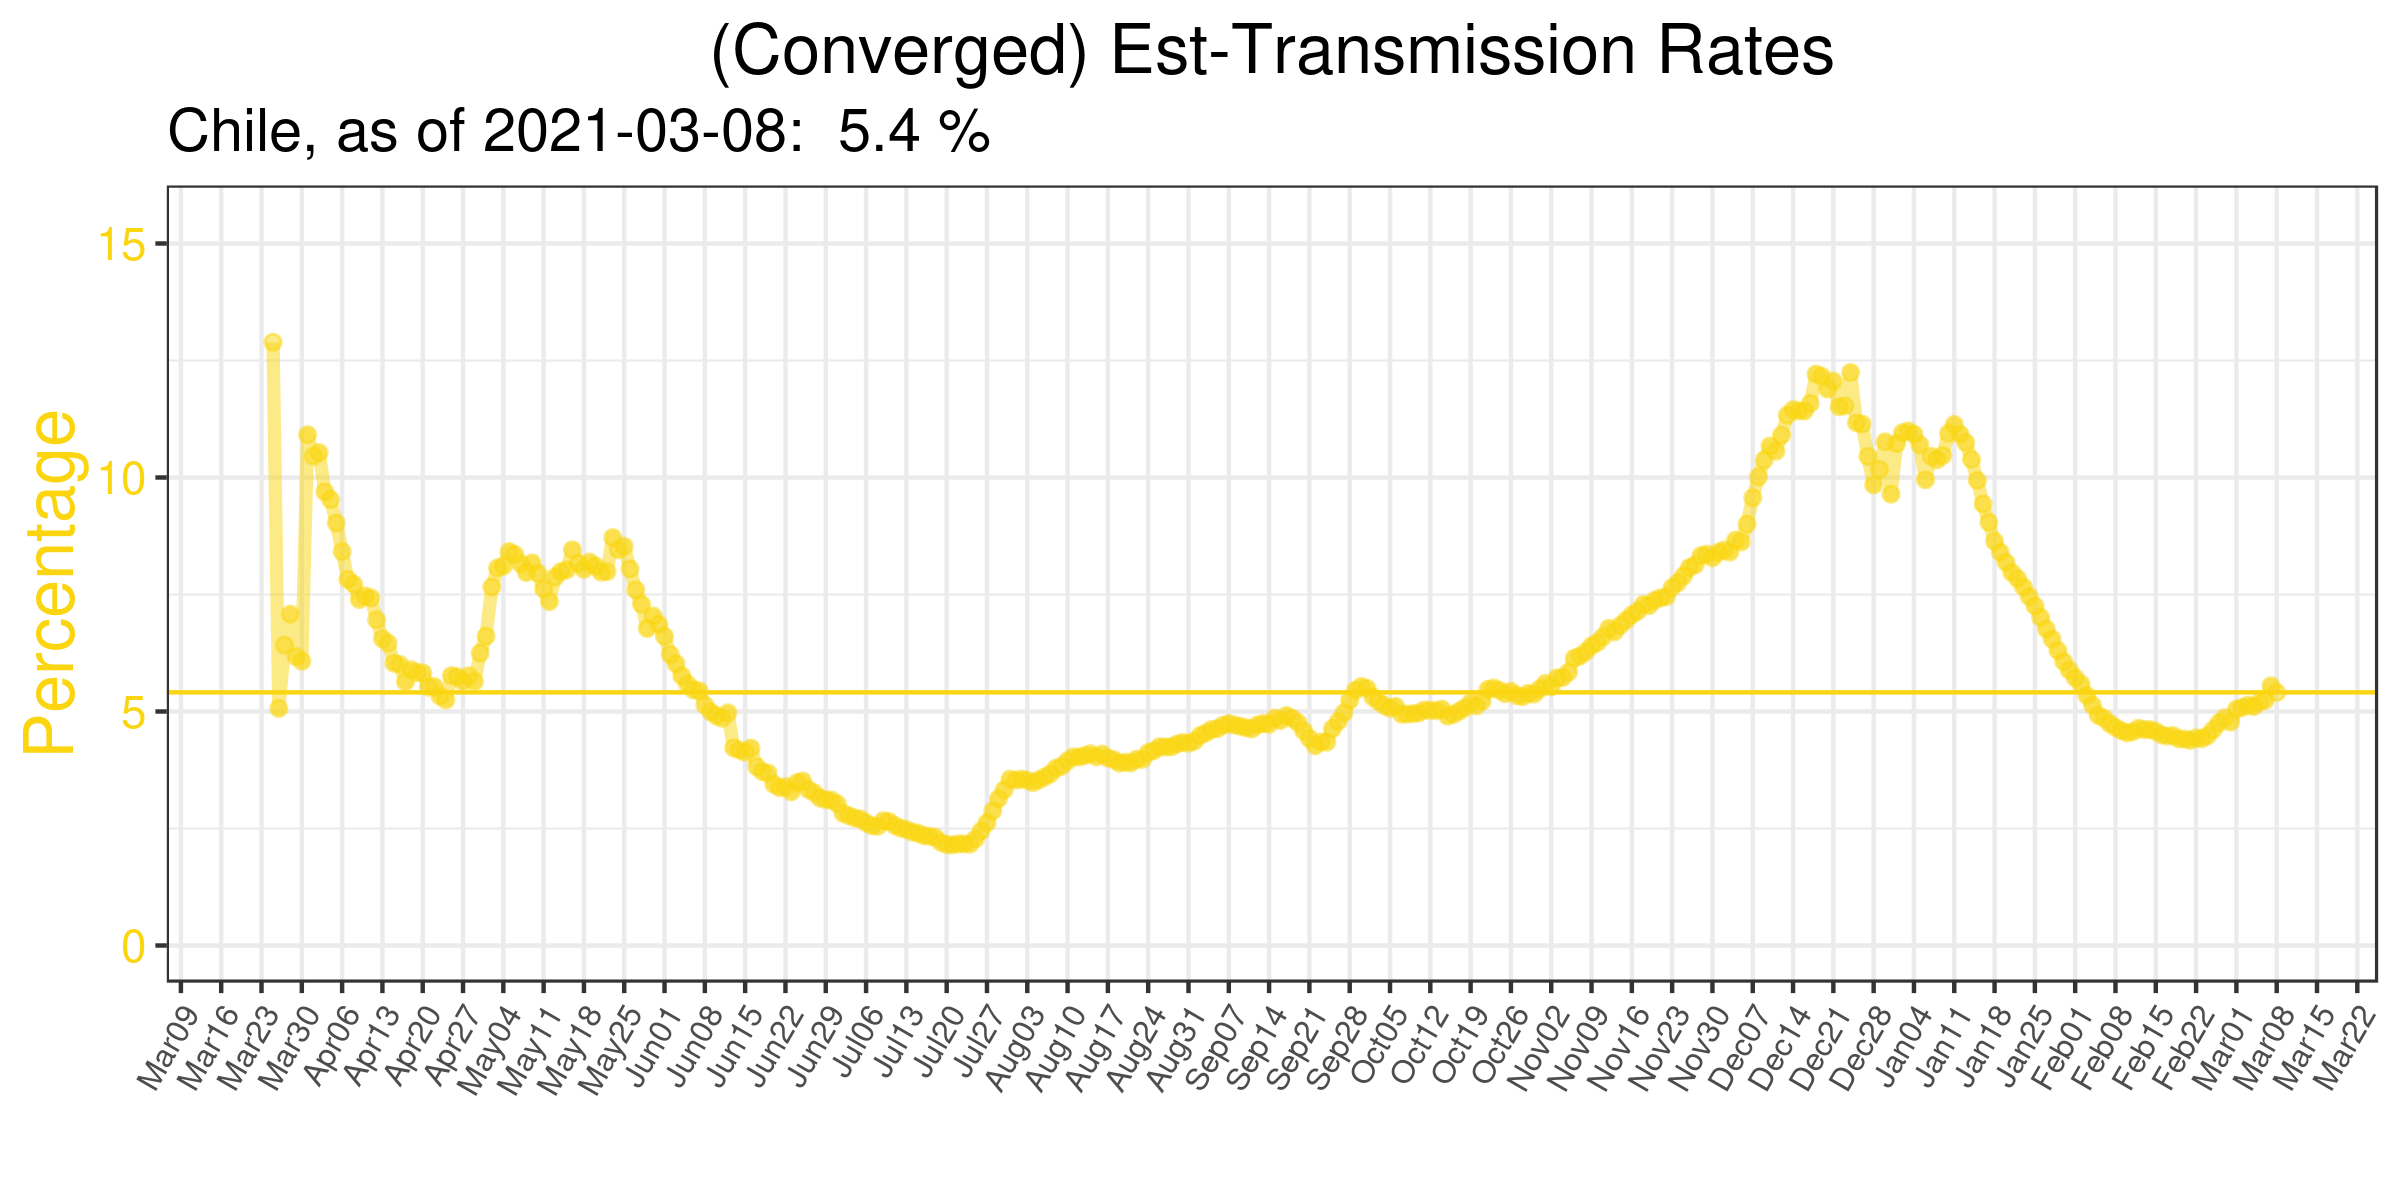 (Converged) Est-Transmission Rates
Chile, as of 2021-03-08:  5.4 %
Percentage
15
10
5
0
Mar09
Mar16
Mar23
Mar30
Apr06
Apr13
Apr20
Apr27
May04
May11
May18
May25
Jun01
Jun08
Jun15
Jun22
Jun29
Jul06
Jul13
Jul20
Jul27
Aug03
Aug10
Aug17
Aug24
Aug31
Sep07
Sep14
Sep21
Sep28
Oct05
Oct12
Oct19
Oct26
Nov02
Nov09
Nov16
Nov23
Nov30
Dec07
Dec14
Dec21
Dec28
Jan04
Jan11
Jan18
Jan25
Feb01
Feb08
Feb15
Feb22
Mar01
Mar08
Mar15
Mar22